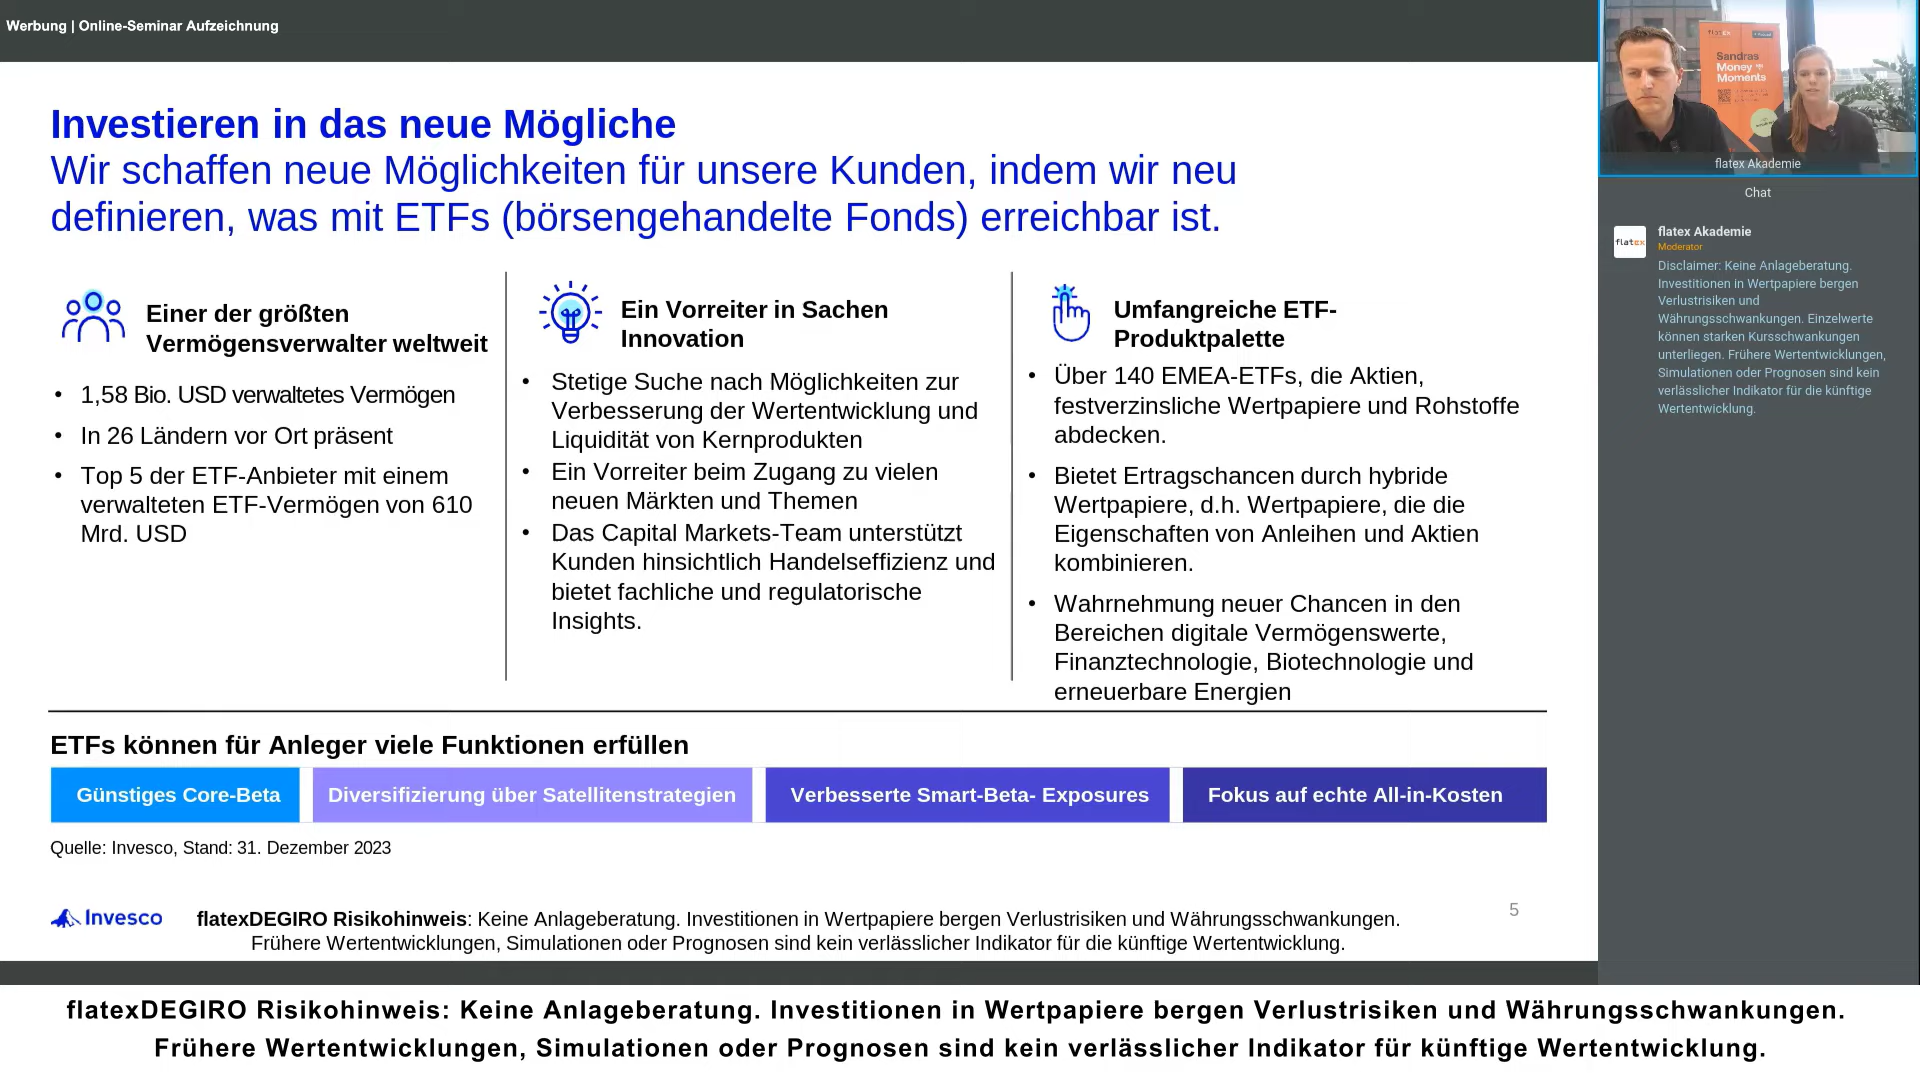 Werbung | Online-Seminar Aufzeichnung
Investieren in das neue Mögliche
Wir schaffen neue Möglichkeiten für unsere Kunden, indem wir neu
definieren, was mit ETFs (börsengehandelte Fonds) erreichbar ist.
Einer der größten
Vermögensverwalter weltweit
• 1,58 Bio. USD verwaltetes Vermögen
• In 26 Ländern vor Ort präsent
• Top 5 der ETF-Anbieter mit einem
verwalteten ETF-Vermögen von 610
Mrd. USD
Ein Vorreiter in Sachen
Innovation
• Stetige Suche nach Möglichkeiten zur
Verbesserung der Wertentwicklung und
Liquidität von Kernprodukten
• Ein Vorreiter beim Zugang zu vielen
neuen Märkten und Themen
• Das Capital Markets-Team unterstützt
Kunden hinsichtlich Handelseffizienz und
bietet fachliche und regulatorische
Insights.
Umfangreiche ETF-
Produktpalette
• Über 140 EMEA-ETFs, die Aktien,
festverzinsliche Wertpapiere und Rohstoffe
abdecken.
• Bietet Ertragschancen durch hybride
Wertpapiere, d.h. Wertpapiere, die die
Eigenschaften von Anleihen und Aktien
kombinieren.
• Wahrnehmung neuer Chancen in den
Bereichen digitale Vermögenswerte,
Finanztechnologie, Biotechnologie und
erneuerbare Energien
ETFs können für Anleger viele Funktionen erfüllen
Günstiges Core-Beta
Diversifizierung über Satellitenstrategien
Verbesserte Smart-Beta- Exposures
Fokus auf echte All-in-Kosten
Quelle: Invesco, Stand: 31. Dezember 2023
Invesco
flatexDEGIRO Risikohinweis: Keine Anlageberatung. Investitionen in Wertpapiere bergen Verlustrisiken und Währungsschwankungen.
Frühere Wertentwicklungen, Simulationen oder Prognosen sind kein verlässlicher Indikator für die künftige Wertentwicklung.
5
flatex
Sandras
Money
Moments
flatex Akademie
Chat
flatex
flatex Akademie
Moderator
Disclaimer: Keine Anlageberatung.
Investitionen in Wertpapiere bergen
Verlustrisiken und
Währungsschwankungen. Einzelwerte
können starken Kursschwankungen
unterliegen. Frühere Wertentwicklungen,
Simulationen oder Prognosen sind kein
verlässlicher Indikator für die künftige
Wertentwicklung.
flatexDEGIRO Risikohinweis: Keine Anlageberatung. Investitionen in Wertpapiere bergen Verlustrisiken und Währungsschwankungen.
Frühere Wertentwicklungen, Simulationen oder Prognosen sind kein verlässlicher Indikator für künftige Wertentwicklung.